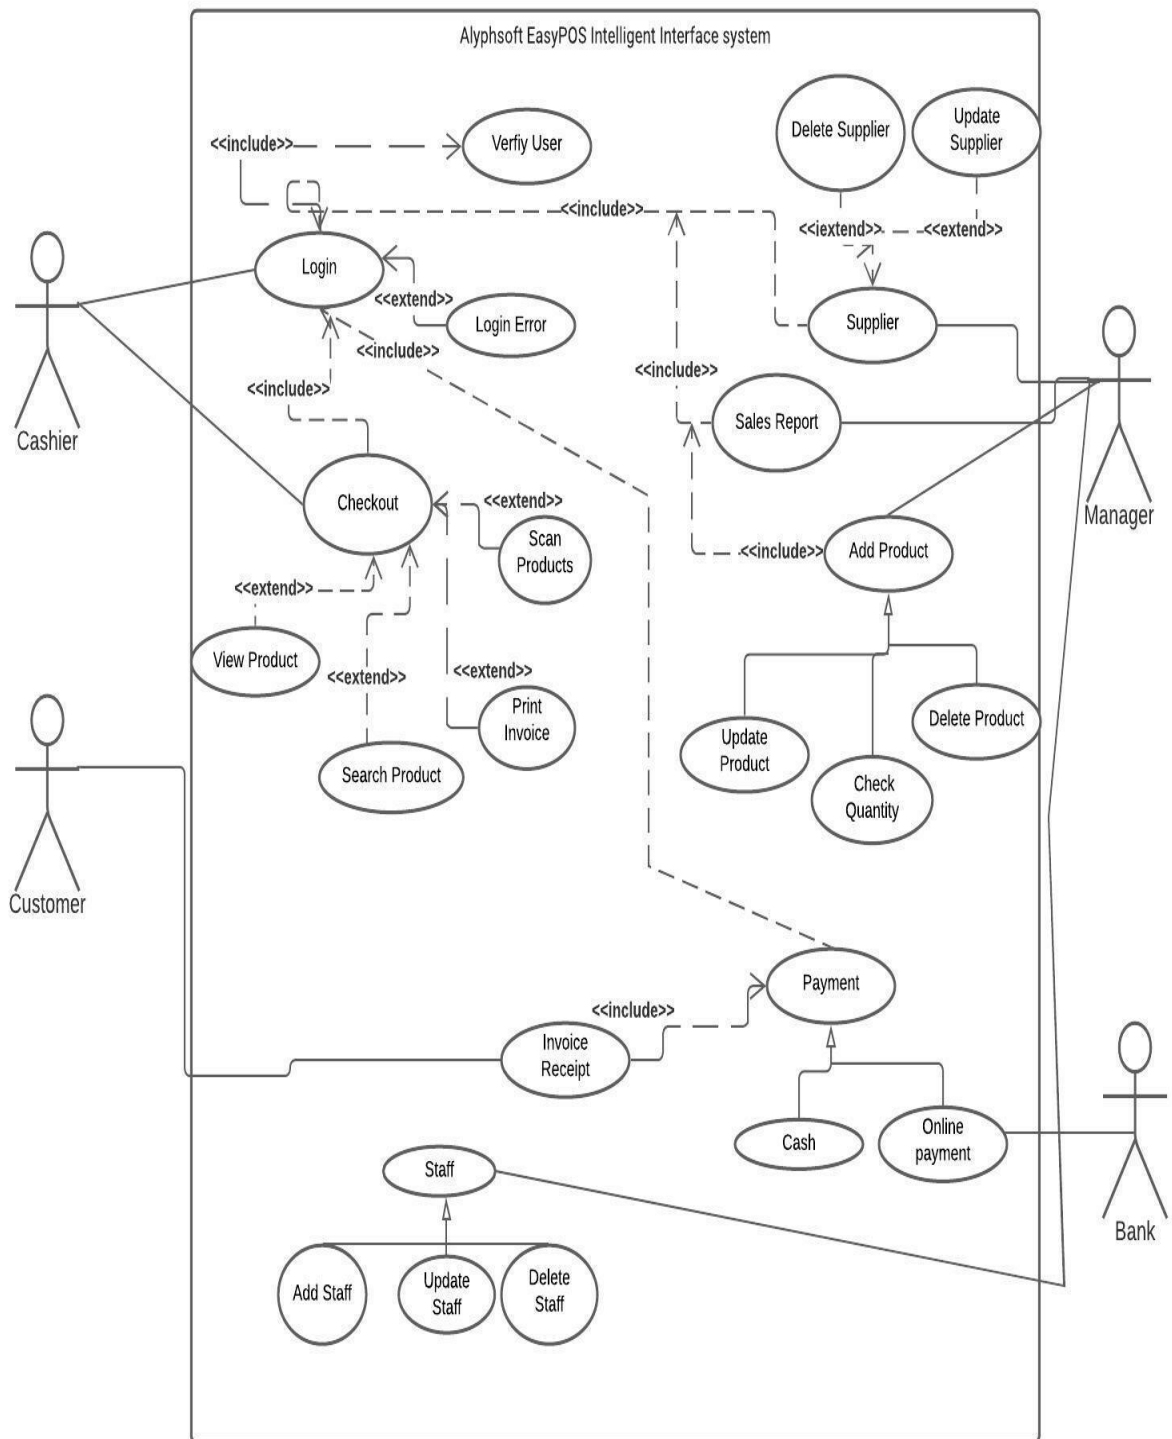 Alyphsoft EasyPOS Intelligent Interface system
Delete Supplier
Update
Supplier
<<include>>
Verfiy User
<<include>>
<<iextend>>
<<extend>>
Login
<<extend>>
Login Error
Supplier
<<include>>
<<include>>
<<include>>
Cashier
Sales Report
Checkout
<<extend>>
Scan
Products
Manager
<<include>>
Add Product
<<extend>>
View Product
<<extend>>
<<extend>>
Print
Invoice
Search Product
Update
Product
Delete Product
Check
Quantity
Customer
Payment
<<include>>
Invoice
Receipt
Cash
Online
payment
Staff
Bank
Add Staff
Update
Staff
Delete
Staff